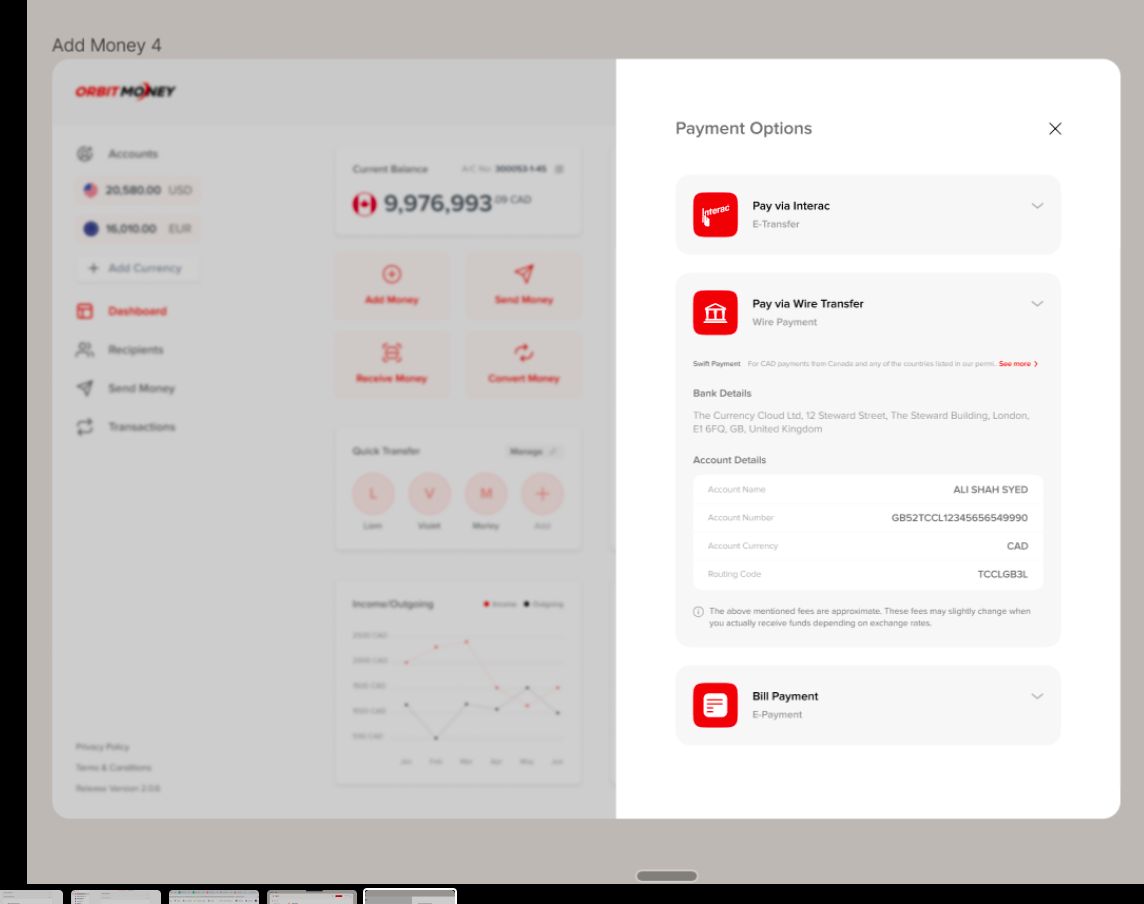 Add Money 4
ORBITMONEY
Accounts
20,580.00 USD
16,010.00 EUR
Add Currency
Dashboard
Recipients
Send Money
Transactions
Privacy Policy
Terms & Conditions
Release Version 2.0.6
Current Balance
A/C No. 300053-1-45
9,976,993.09 CAD
Add Money
Send Money
Receive Money
Convert Money
Quick Transfer
Manage
L
V
M
Lion
Violet
Add
Income/Outgoing
Income
Outgoing
2500 CAD
2000 CAD
1500 CAD
1000 CAD
Jan Feb Mar Apr May Jun
Payment Options
Interac
Pay via Interac
E-Transfer
Pay via Wire Transfer
Wire Payment
Swift Payment For CAD payments from Canada and any of the countries listed in our permi.. See more
Bank Details
The Currency Cloud Ltd, 12 Steward Street, The Steward Building, London,
E1 6FQ, GB, United Kingdom
Account Details
Account Name ALI SHAH SYED
Account Number GB52TCCL12345656549990
Account Currency CAD
Routing Code TCCLGB3L
The above mentioned fees are approximate. These fees may slightly change when
you actually receive funds depending on exchange rates.
Bill Payment
E-Payment